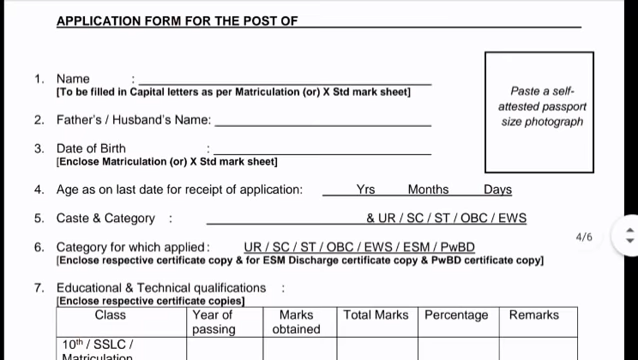 APPLICATION FORM FOR THE POST OF
1. Name :
[To be filled in Capital letters as per Matriculation (or) X Std mark sheet]
Paste a self-
attested passport
size photograph
2. Father's / Husband's Name:
3. Date of Birth :
[Enclose Matriculation (or) X Std mark sheet]
4. Age as on last date for receipt of application: Yrs Months Days
5. Caste & Category : & UR / SC / ST / OBC / EWS
4/6
6. Category for which applied : UR / SC / ST / OBC / EWS / ESM / PwBD
[Enclose respective certificate copy & for ESM Discharge certificate copy & PwBD certificate copy]
7. Educational & Technical qualifications :
[Enclose respective certificate copies]
Class Year of passing Marks obtained Total Marks Percentage Remarks
10th / SSLC /
Matriculation